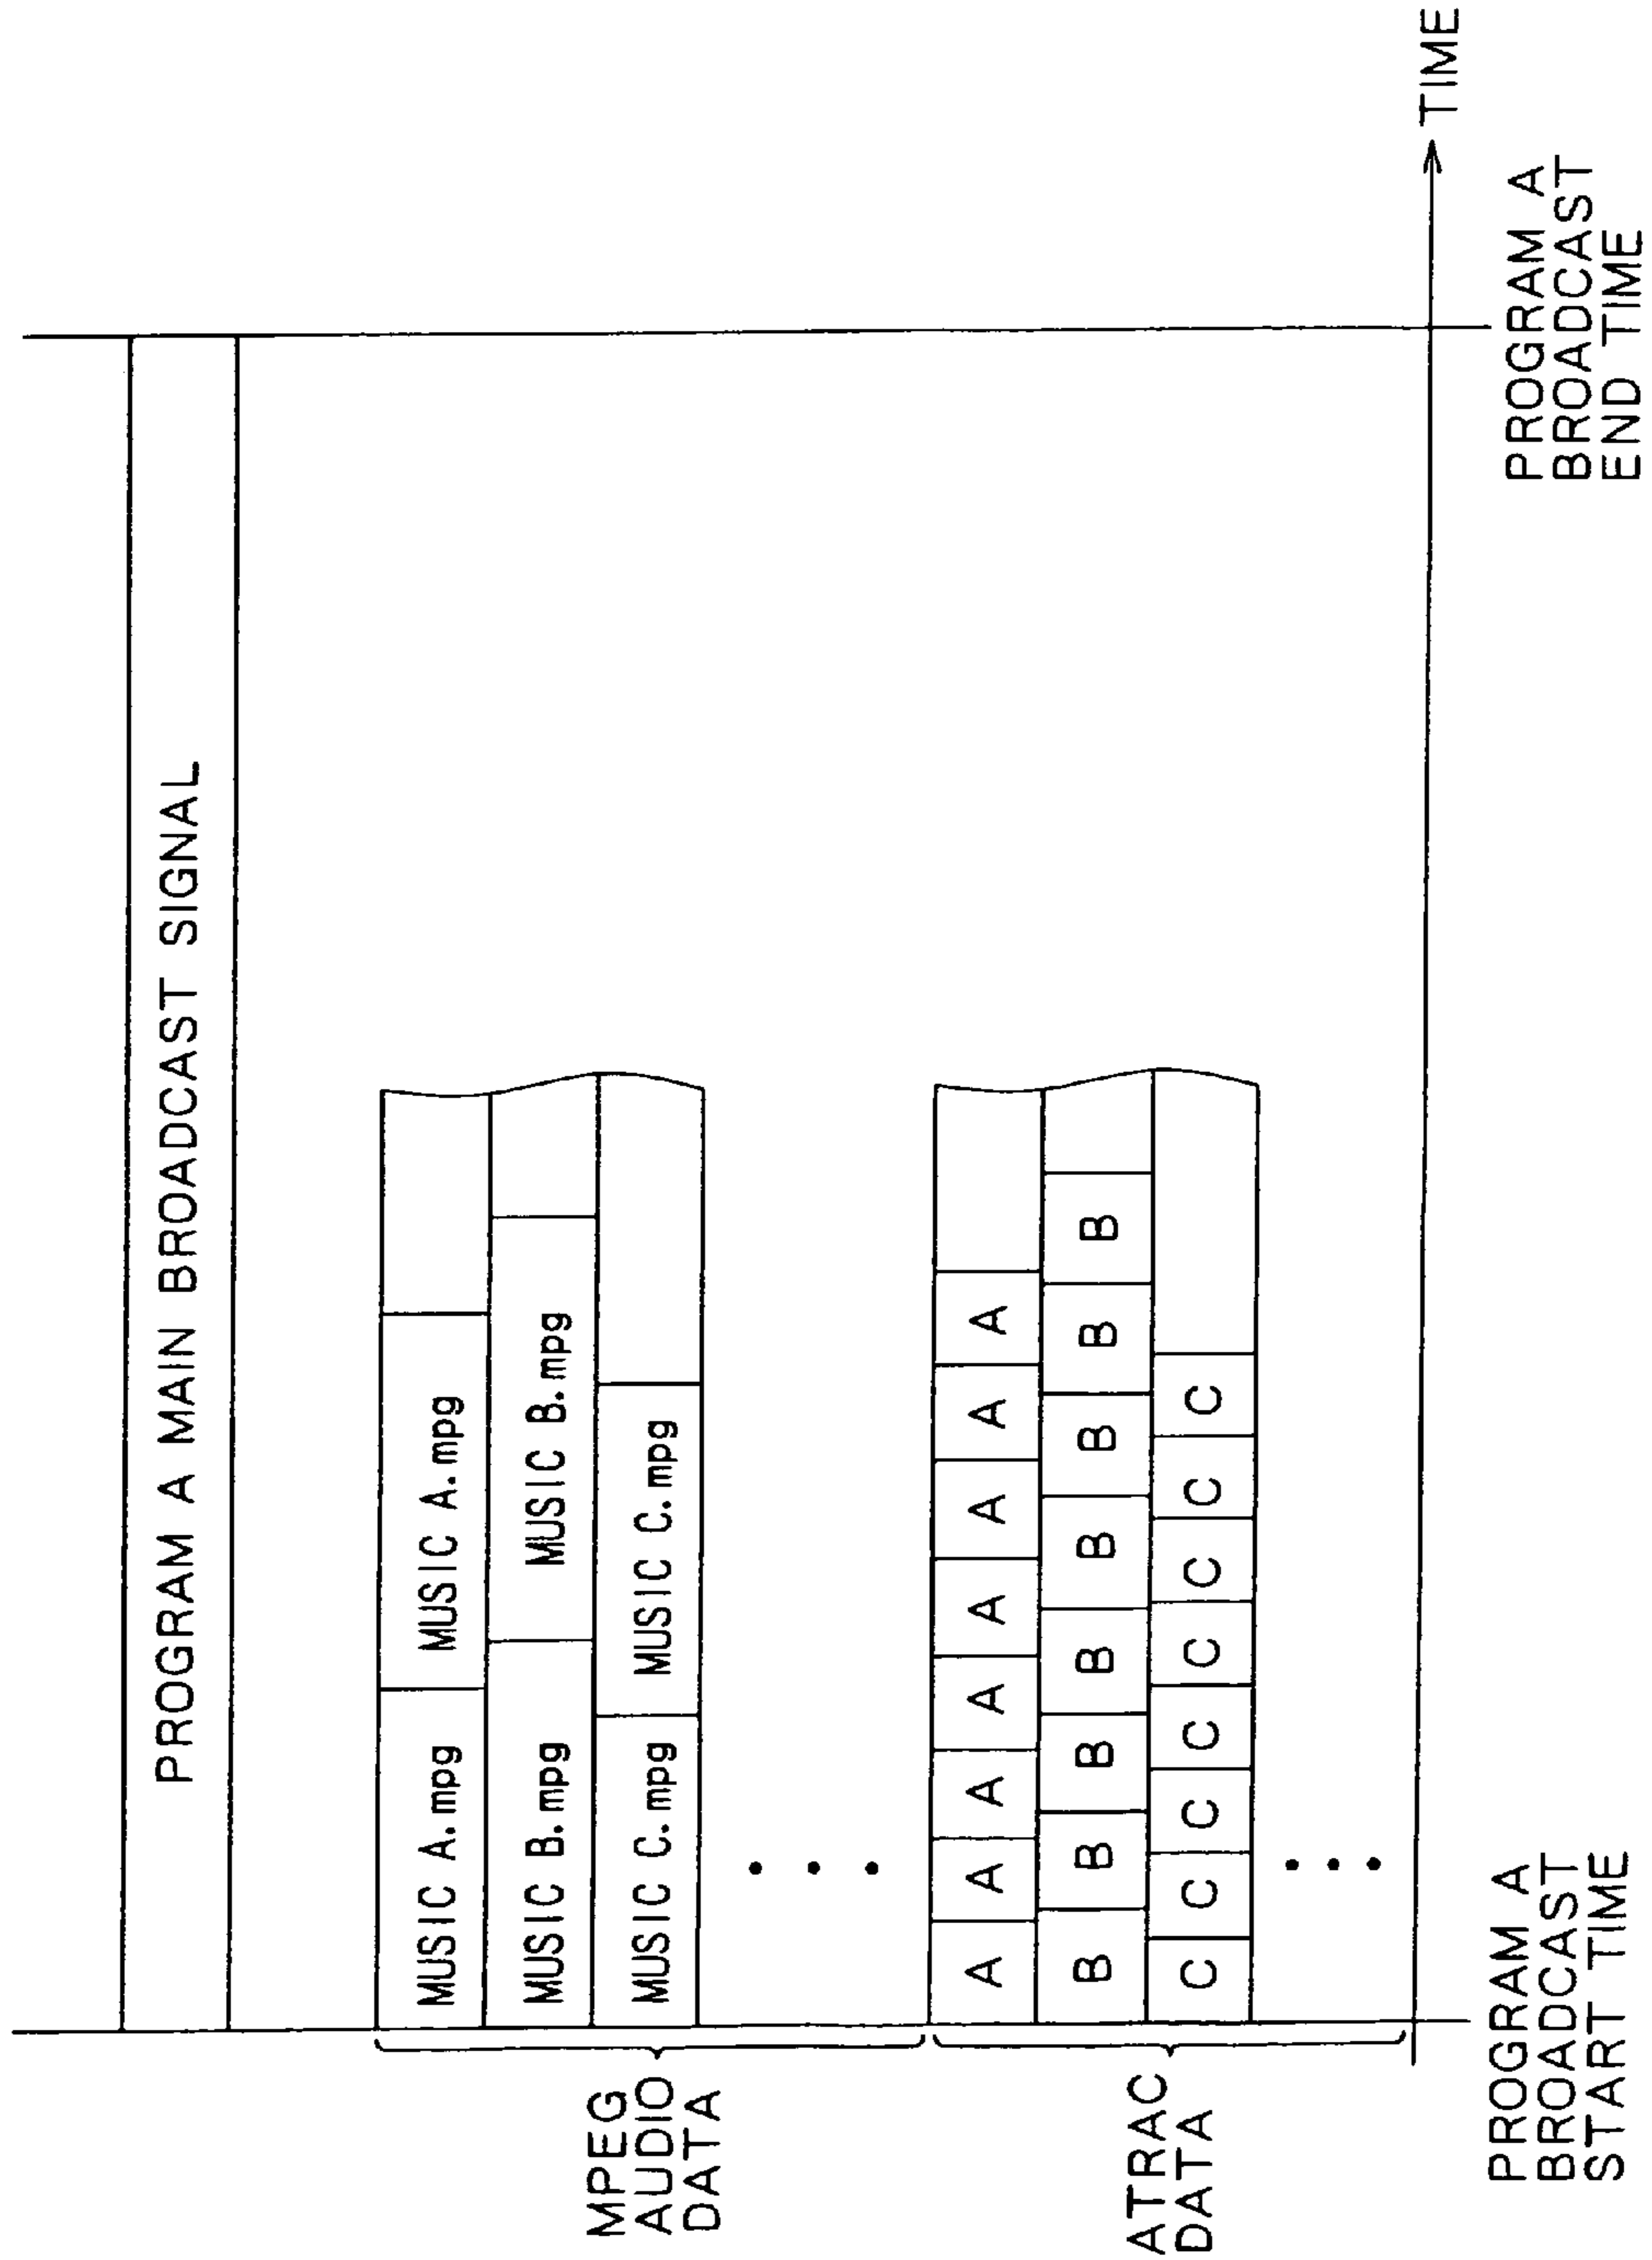 PROGRAM A MAIN BROADCAST SIGNAL
MPEG
AUDIO
DATA
MUSIC A.mpg MUSIC A.mpg
MUSIC B.mpg MUSIC B.mpg
MUSIC C.mpg MUSIC C.mpg
ATRAC
DATA
A A A A A A A A
B B B B B B B B
C C C C C C C C
TIME
PROGRAM A
BROADCAST
START TIME
PROGRAM A
BROADCAST
END TIME